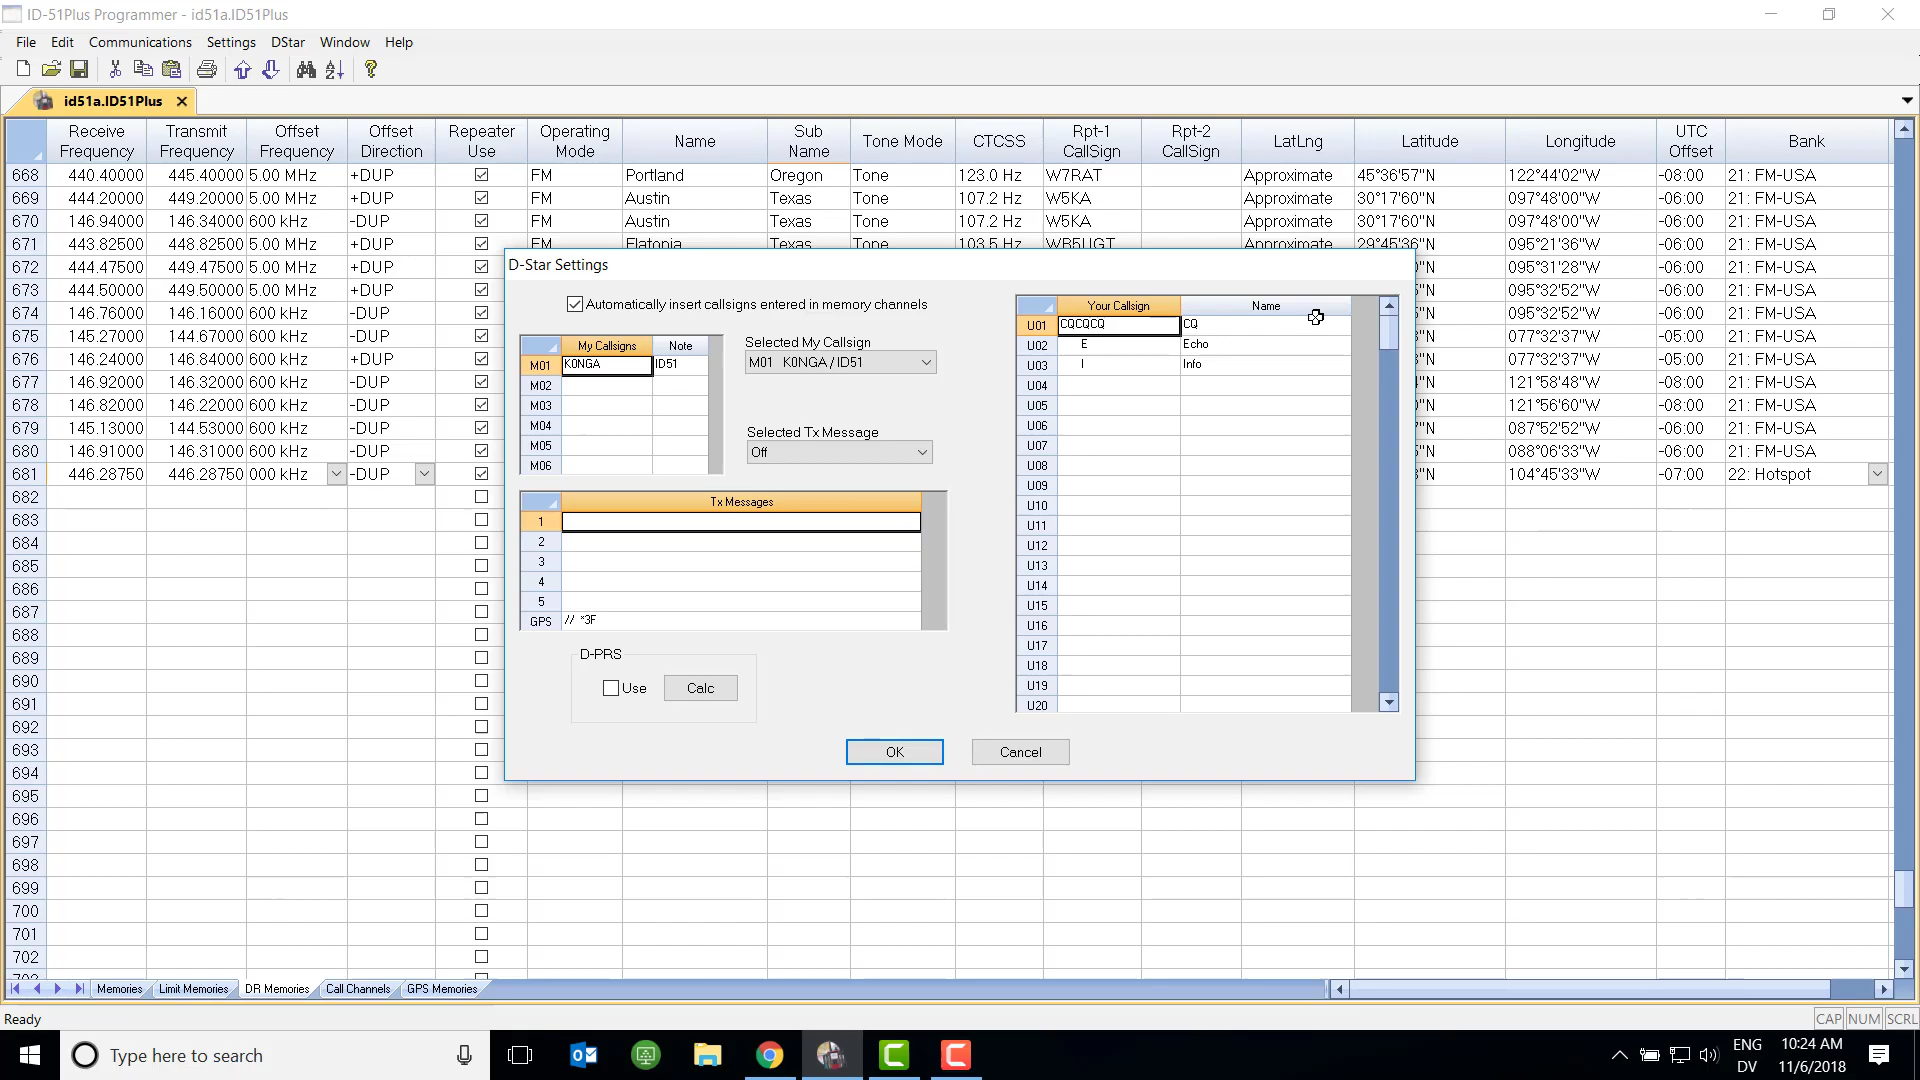 ID-51Plus Programmer - id51a.ID51Plus
File Edit Communications Settings DStar Window Help
id51a.ID51Plus
Receive Frequency Transmit Frequency Offset Frequency Offset Direction Repeater Use Operating Mode Name Sub Name Tone Mode CTCSS Rpt-1 CallSign Rpt-2 CallSign LatLng Latitude Longitude UTC Offset Bank
668 440.40000 445.40000 5.00 MHz +DUP FM Portland Oregon Tone 123.0 Hz W7RAT Approximate 45°36'57"N 122°44'02"W -08:00 21: FM-USA
669 444.20000 449.20000 5.00 MHz +DUP FM Austin Texas Tone 107.2 Hz W5KA Approximate 30°17'60"N 097°48'00"W -06:00 21: FM-USA
670 146.94000 146.34000 600 kHz -DUP FM Austin Texas Tone 107.2 Hz W5KA Approximate 30°17'60"N 097°48'00"W -06:00 21: FM-USA
671 443.82500 448.82500 5.00 MHz +DUP FM Flatonia Texas Tone 103.5 Hz WB5UGT Approximate 29°45'36"N 095°21'36"W -06:00 21: FM-USA
672 444.47500 449.47500 5.00 MHz +DUP "N 095°31'28"W -06:00 21: FM-USA
673 444.50000 449.50000 5.00 MHz +DUP "N 095°32'52"W -06:00 21: FM-USA
674 146.76000 146.16000 600 kHz -DUP "N 095°32'52"W -06:00 21: FM-USA
675 145.27000 144.67000 600 kHz -DUP "N 077°32'37"W -05:00 21: FM-USA
676 146.24000 146.84000 600 kHz +DUP "N 077°32'37"W -05:00 21: FM-USA
677 146.92000 146.32000 600 kHz -DUP "N 121°58'48"W -08:00 21: FM-USA
678 146.82000 146.22000 600 kHz -DUP "N 121°56'60"W -08:00 21: FM-USA
679 145.13000 144.53000 600 kHz -DUP "N 087°52'52"W -06:00 21: FM-USA
680 146.91000 146.31000 600 kHz -DUP "N 088°06'33"W -06:00 21: FM-USA
681 446.28750 446.28750 000 kHz -DUP "N 104°45'33"W -07:00 22: Hotspot
682
683
684
685
686
687
688
689
690
691
692
693
694
695
696
697
698
699
700
701
702
D-Star Settings
Automatically insert callsigns entered in memory channels
My Callsigns Note
M01 K0NGA ID51
M02
M03
M04
M05
M06
Selected My Callsign
M01 K0NGA / ID51
Selected Tx Message
Off
Tx Messages
1
2
3
4
5
GPS // *3F
D-PRS
Use Calc
Your Callsign Name
U01 CQCQCQ CQ
U02 E Echo
U03 I Info
U04
U05
U06
U07
U08
U09
U10
U11
U12
U13
U14
U15
U16
U17
U18
U19
U20
OK Cancel
Memories Limit Memories DR Memories Call Channels GPS Memories
Ready CAP NUM SCRL
Type here to search
ENG
DV
10:24 AM
11/6/2018